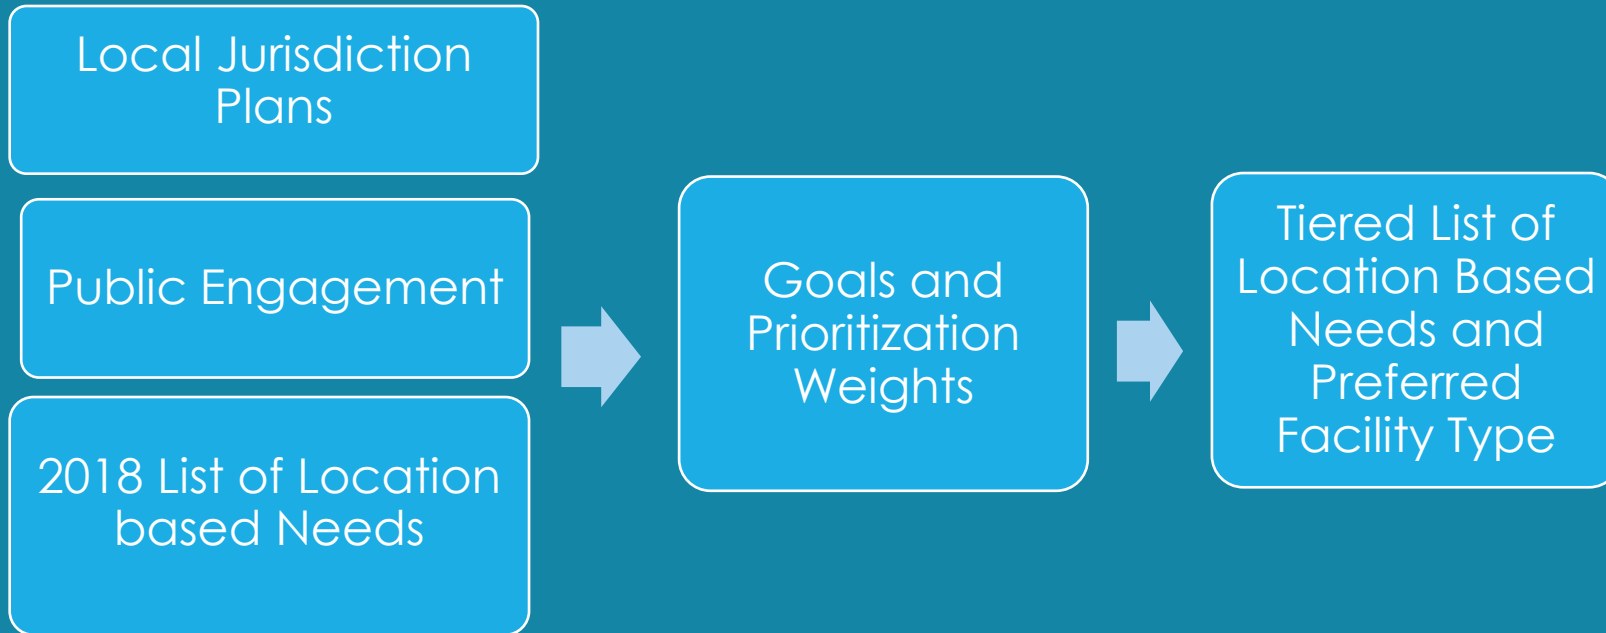 Local Jurisdiction
Plans
Public Engagement
2018 List of Location
based Needs
Goals and
Prioritization
Weights
Tiered List of
Location Based
Needs and
Preferred
Facility Type